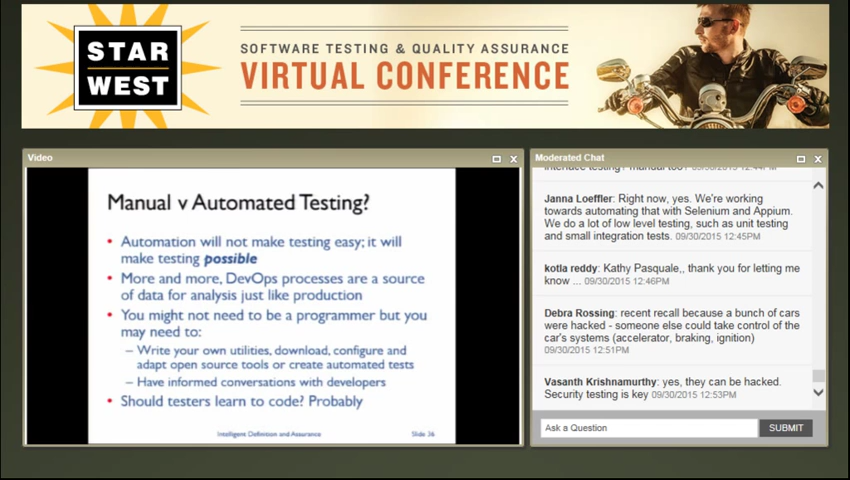 STAR
WEST
SOFTWARE TESTING & QUALITY ASSURANCE
VIRTUAL CONFERENCE
Video
Manual v Automated Testing?
• Automation will not make testing easy; it will
make testing possible
• More and more, DevOps processes are a source
of data for analysis just like production
• You might not need to be a programmer but you
may need to:
– Write your own utilities, download, configure and
adapt open source tools or create automated tests
– Have informed conversations with developers
• Should testers learn to code? Probably
Intelligent Definition and Assurance
Slide 36
Moderated Chat
Janna Loeffler: Right now, yes. We're working
towards automating that with Selenium and Appium.
We do a lot of low level testing, such as unit testing
and small integration tests. 09/30/2015 12:45PM
kotla reddy: Kathy Pasquale,, thank you for letting me
know ... 09/30/2015 12:46PM
Debra Rossing: recent recall because a bunch of cars
were hacked - someone else could take control of the
car's systems (accelerator, braking, ignition)
09/30/2015 12:51PM
Vasanth Krishnamurthy: yes, they can be hacked.
Security testing is key 09/30/2015 12:53PM
Ask a Question
SUBMIT